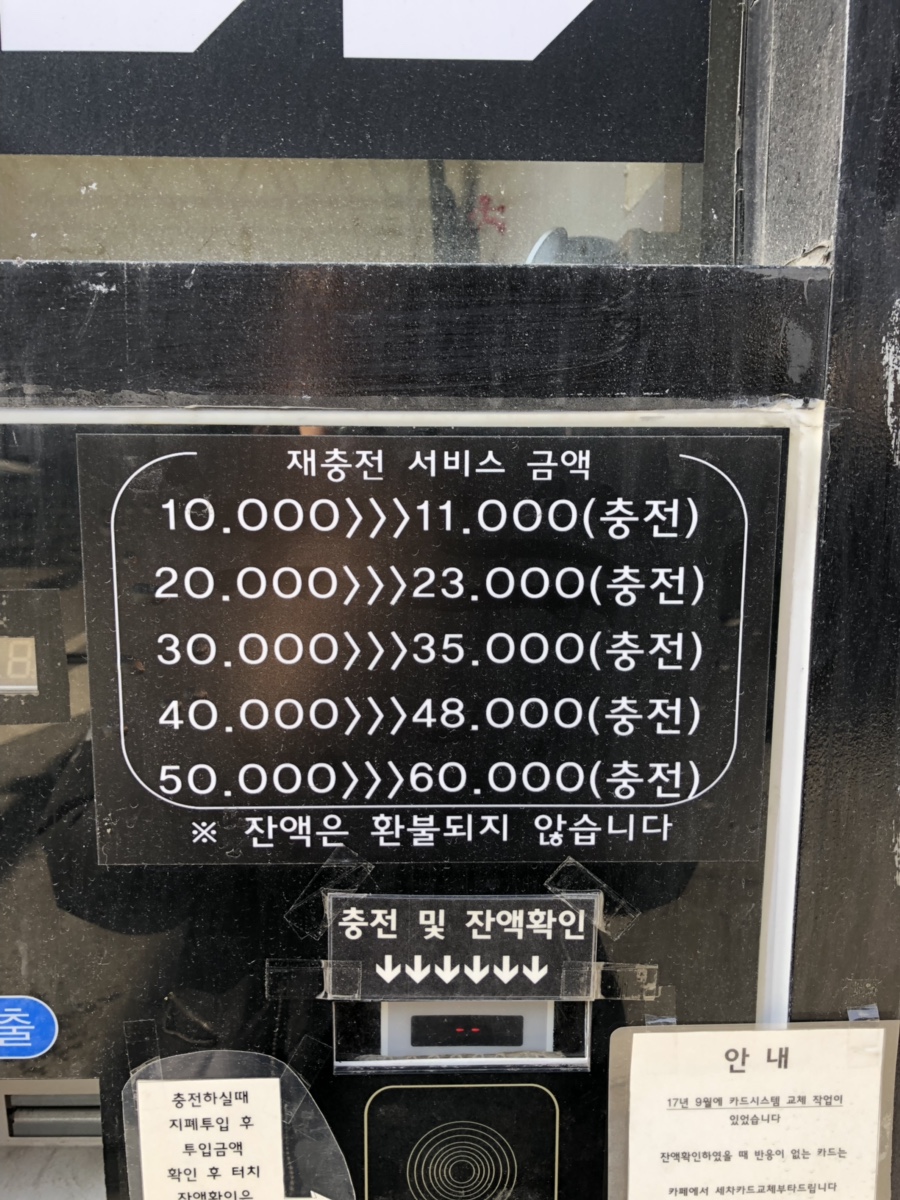 재충전 서비스 금액
10.000〉〉〉11.000(충전)
20.000〉〉〉23.000(충전)
30.000〉〉〉35.000(충전)
40.000〉〉〉48.000(충전)
50.000〉〉〉60.000(충전)
※ 잔액은 환불되지 않습니다
충전 및 잔액확인
↓↓↓↓↓↓
--
8
출
충전하실때
지폐투입 후
투입금액
확인 후 터치
잔액확인은
안 내
17년 9월에 카드시스템 교체 작업이
있었습니다
잔액확인하였을 때 반응이 없는 카드는
카페에서 세차카드교체부탁드립니다